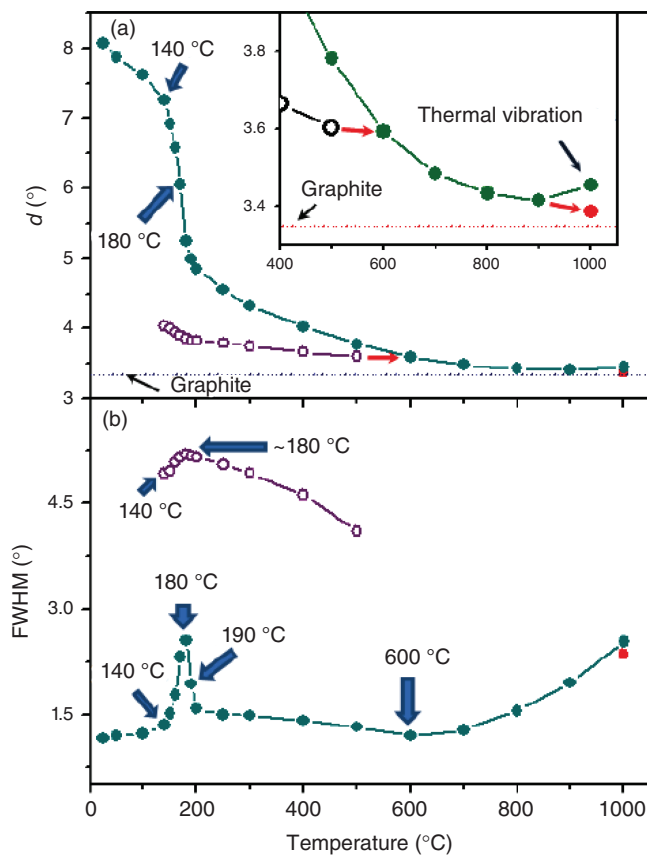 (a)
140 °C
180 °C
Graphite
d (°)
8
7
6
5
4
3
Thermal vibration
Graphite
3.8
3.6
3.4
400
600
800
1000
(b)
~180 °C
140 °C
180 °C
190 °C
140 °C
600 °C
FWHM (°)
4.5
3.0
1.5
0
200
400
600
800
1000
Temperature (°C)